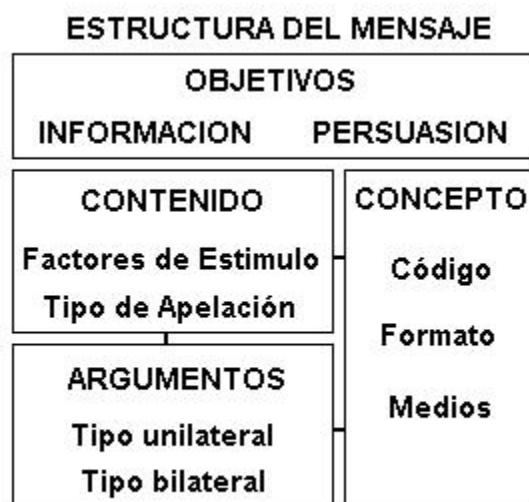 ESTRUCTURA DEL MENSAJE
OBJETIVOS
INFORMACION PERSUASION
CONTENIDO
Factores de Estimulo
Tipo de Apelación
ARGUMENTOS
Tipo unilateral
Tipo bilateral
CONCEPTO
Código
Formato
Medios